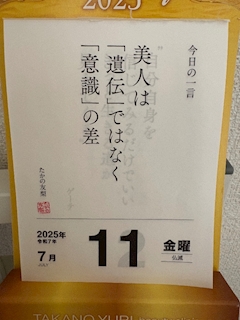 2025
今日の一言
美人は
「遺伝」ではなく
「意識」の差
たかの友梨
2025年
令和7年
7月
JULY
11
金曜
仏滅
TAKANO YURI